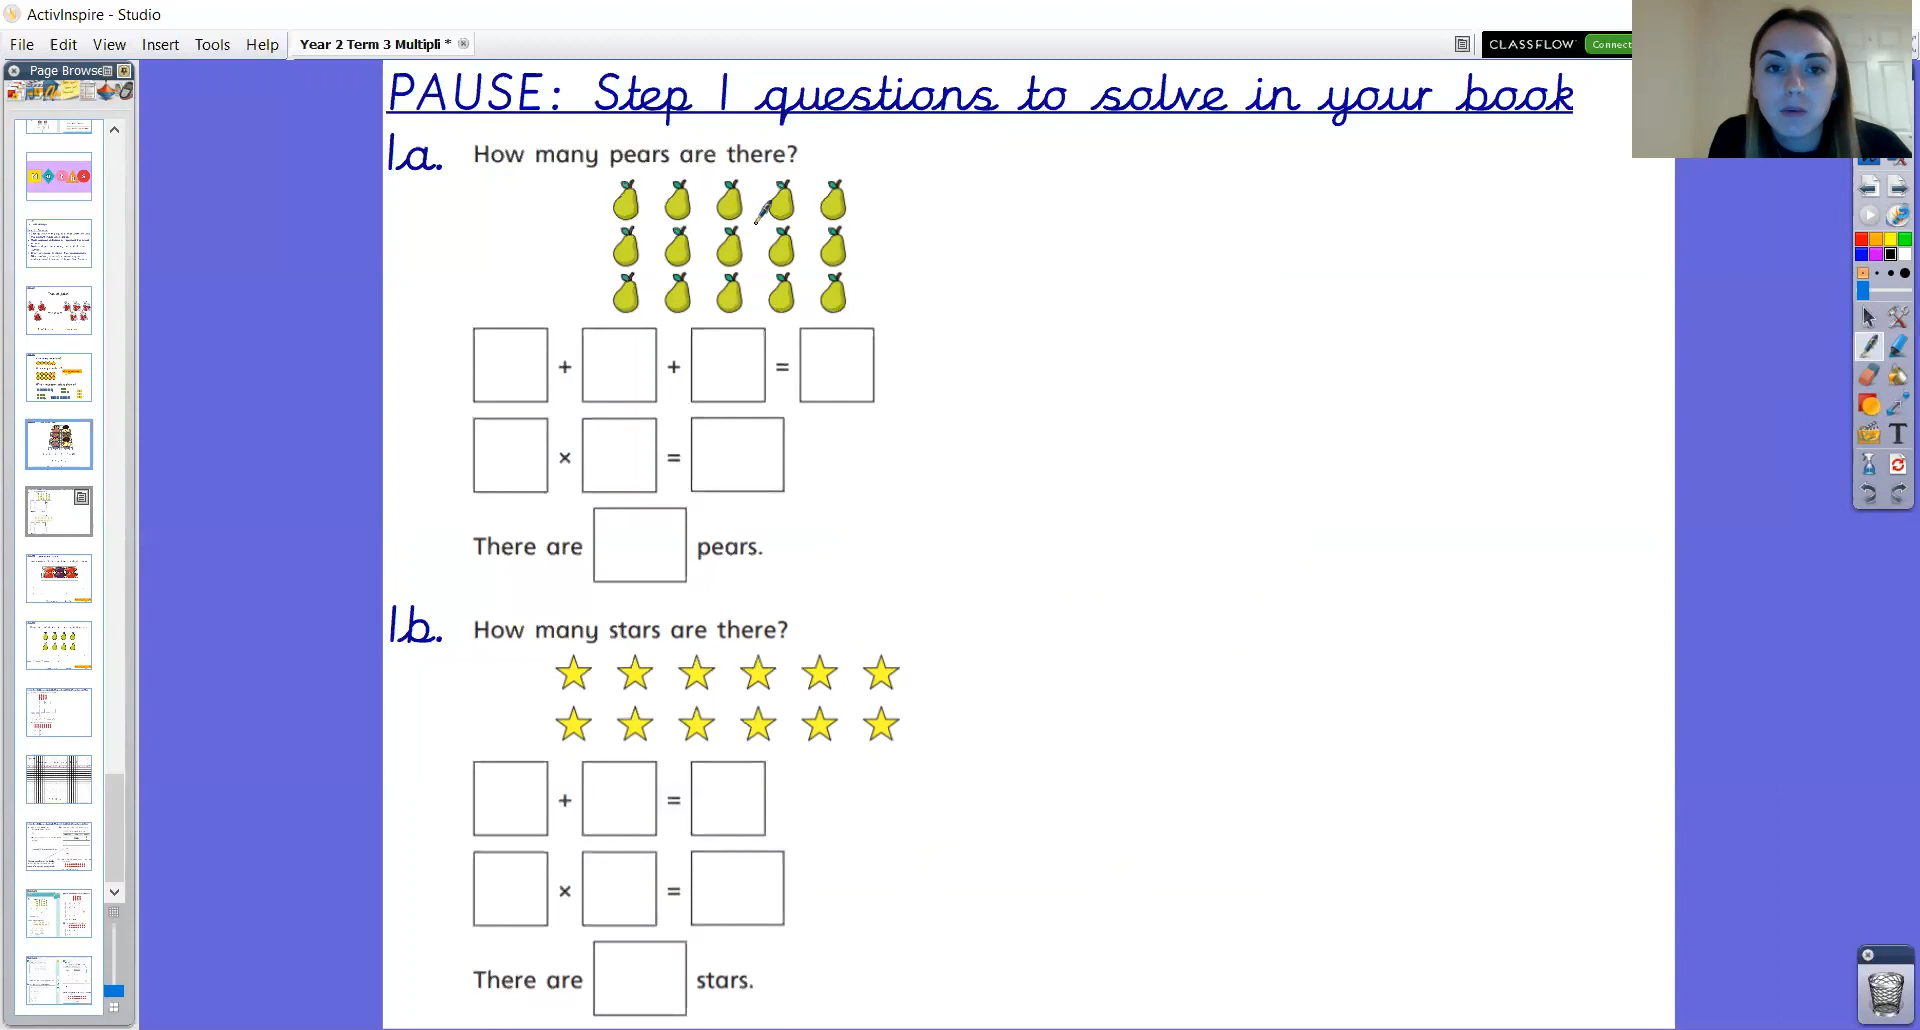 ActivInspire - Studio
File Edit View Insert Tools Help Year 2 Term 3 Multipli *
CLASSFLOW Connect
Page Browse
PAUSE: Step 1 questions to solve in your book
1a. How many pears are there?
+ + =
× =
There are pears.
1b. How many stars are there?
+ =
× =
There are stars.
T